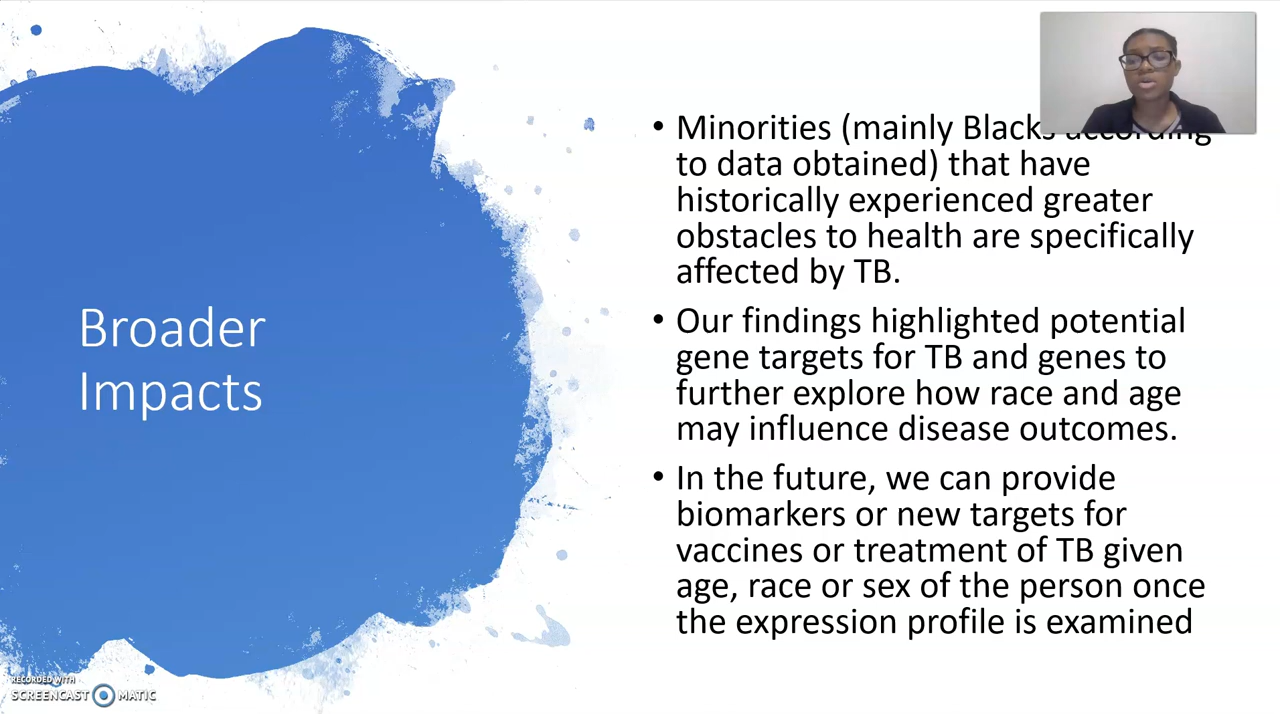 Broader
Impacts
• Minorities (mainly Blacks according
to data obtained) that have
historically experienced greater
obstacles to health are specifically
affected by TB.
• Our findings highlighted potential
gene targets for TB and genes to
further explore how race and age
may influence disease outcomes.
• In the future, we can provide
biomarkers or new targets for
vaccines or treatment of TB given
age, race or sex of the person once
the expression profile is examined
RECORDED WITH
SCREENCAST MATIC